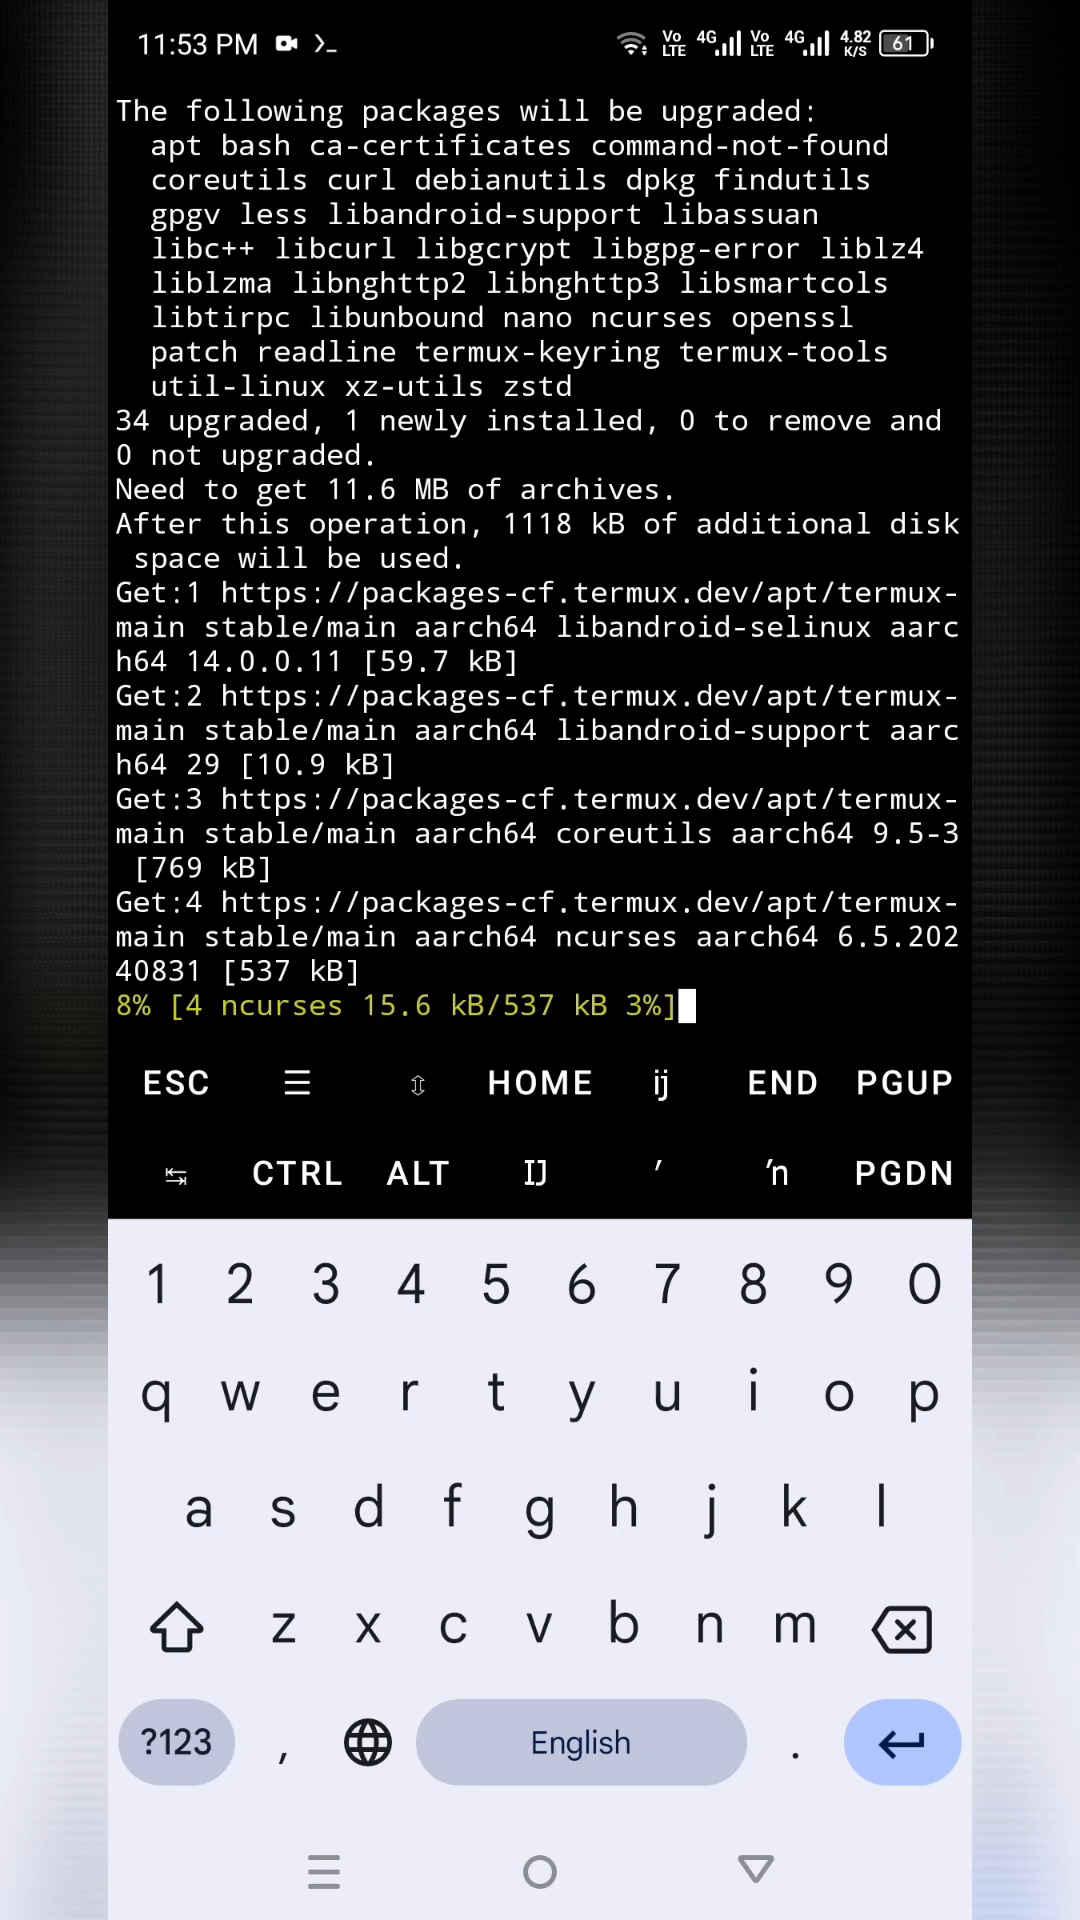 11:53 PM
Vo LTE 4G Vo LTE 4G 4.82 K/S 61
The following packages will be upgraded:
apt bash ca-certificates command-not-found
coreutils curl debianutils dpkg findutils
gpgv less libandroid-support libassuan
libc++ libcurl libgcrypt libgpg-error liblz4
liblzma libnghttp2 libnghttp3 libsmartcols
libtirpc libunbound nano ncurses openssl
patch readline termux-keyring termux-tools
util-linux xz-utils zstd
34 upgraded, 1 newly installed, 0 to remove and
0 not upgraded.
Need to get 11.6 MB of archives.
After this operation, 1118 kB of additional disk
space will be used.
Get:1 https://packages-cf.termux.dev/apt/termux-
main stable/main aarch64 libandroid-selinux aarc
h64 14.0.0.11 [59.7 kB]
Get:2 https://packages-cf.termux.dev/apt/termux-
main stable/main aarch64 libandroid-support aarc
h64 29 [10.9 kB]
Get:3 https://packages-cf.termux.dev/apt/termux-
main stable/main aarch64 coreutils aarch64 9.5-3
[769 kB]
Get:4 https://packages-cf.termux.dev/apt/termux-
main stable/main aarch64 ncurses aarch64 6.5.202
40831 [537 kB]
8% [4 ncurses 15.6 kB/537 kB 3%]
ESC ☰ ⇳ HOME ĳ END PGUP
↹ CTRL ALT Ĳ ′ ŉ PGDN
1 2 3 4 5 6 7 8 9 0
q w e r t y u i o p
a s d f g h j k l
z x c v b n m
?123 , English .